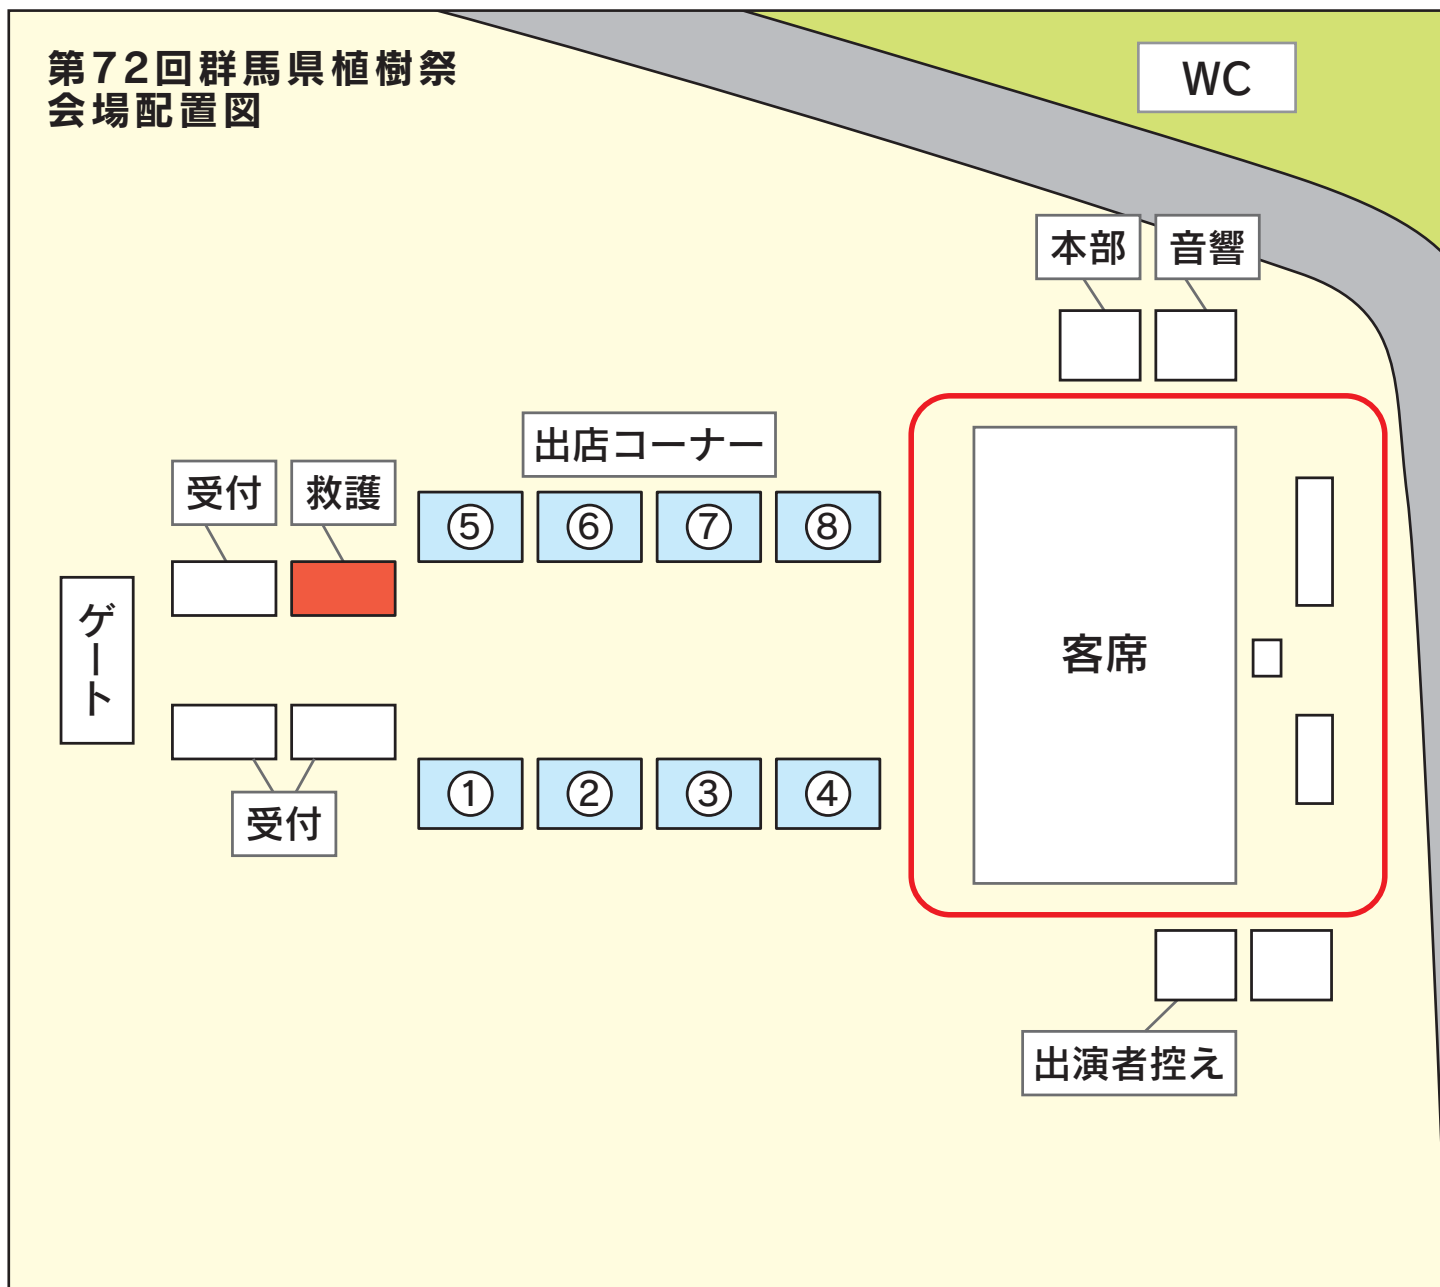 第72回群馬県植樹祭
会場配置図
WC
本部
音響
出店コーナー
受付
救護
⑤
⑥
⑦
⑧
ゲート
客席
①
②
③
④
受付
出演者控え